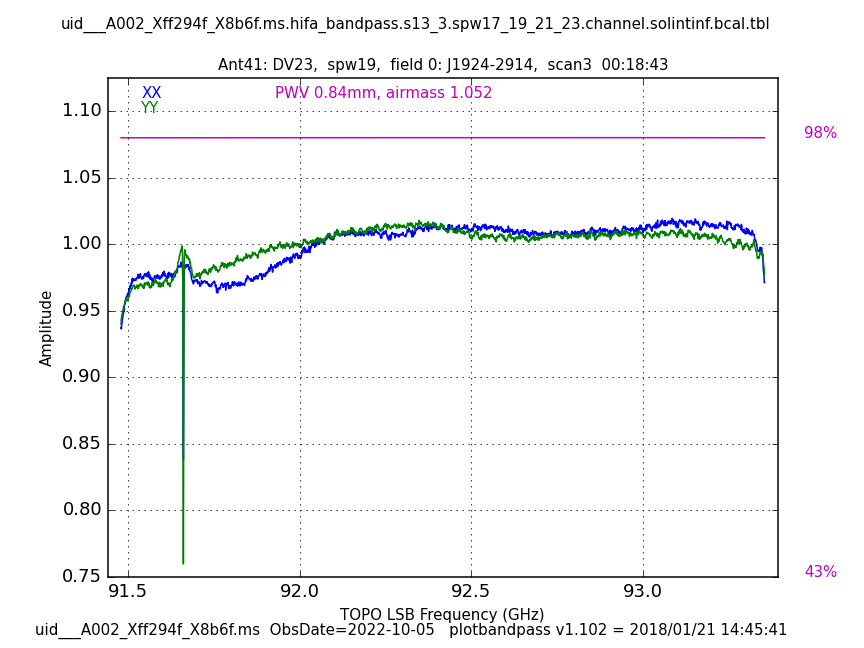 uid___A002_Xff294f_X8b6f.ms.hifa_bandpass.s13_3.spw17_19_21_23.channel.solintinf.bcal.tbl
Ant41: DV23,  spw19,  field 0: J1924-2914,  scan3  00:18:43
XX
PWV 0.84mm, airmass 1.052
YY
1.10
98%
1.05
1.00
0.95
0.90
0.85
0.80
0.75
Amplitude
43%
91.5 92.0 92.5 93.0
TOPO LSB Frequency (GHz)
uid___A002_Xff294f_X8b6f.ms  ObsDate=2022-10-05   plotbandpass v1.102 = 2018/01/21 14:45:41